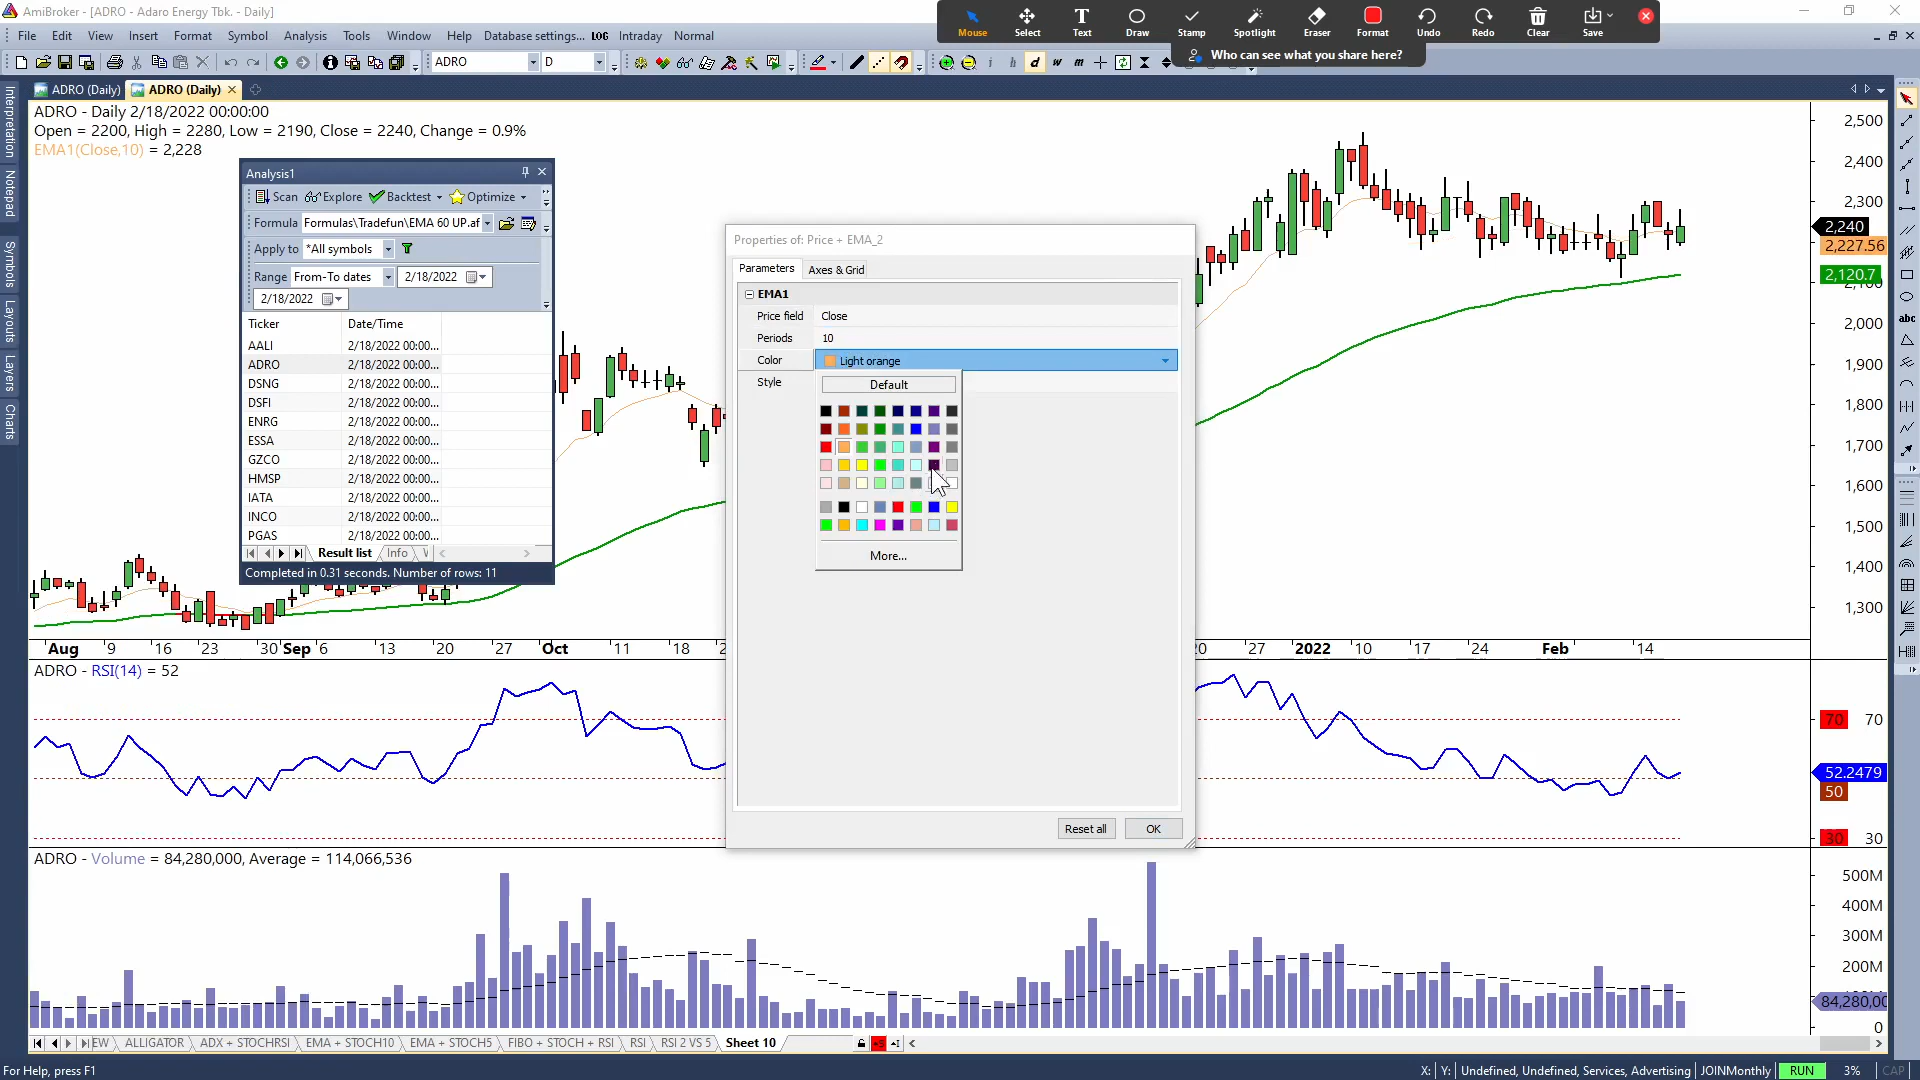 AmiBroker - [ADRO - Adaro Energy Tbk. - Daily]
File Edit View Insert Format Symbol Analysis Tools Window Help Database settings... LOG Intraday Normal
Mouse Select Text Draw Stamp Spotlight Eraser Format Undo Redo Clear Save
Who can see what you share here?
ADRO D
ADRO (Daily) ADRO (Daily)
ADRO - Daily 2/18/2022 00:00:00
Open = 2200, High = 2280, Low = 2190, Close = 2240, Change = 0.9%
EMA1(Close,10) = 2,228
Interpretation
Notepad
Symbols
Layouts
Layers
Charts
Analysis1
Scan Explore Backtest Optimize
Formula Formulas\Tradefun\EMA 60 UP.af
Apply to *All symbols
Range From-To dates 2/18/2022
2/18/2022
Ticker Date/Time
AALI 2/18/2022 00:00...
ADRO 2/18/2022 00:00...
DSNG 2/18/2022 00:00...
DSFI 2/18/2022 00:00...
ENRG 2/18/2022 00:00...
ESSA 2/18/2022 00:00...
GZCO 2/18/2022 00:00...
HMSP 2/18/2022 00:00...
IATA 2/18/2022 00:00...
INCO 2/18/2022 00:00...
PGAS 2/18/2022 00:00...
Result list Info
Completed in 0.31 seconds. Number of rows: 11
Properties of: Price + EMA_2
Parameters Axes & Grid
EMA1
Price field Close
Periods 10
Color Light orange
Style
Default
More...
Reset all OK
2,500
2,400
2,300
2,240
2,227.56
2,120.7
2,000
1,900
1,800
1,700
1,600
1,500
1,400
1,300
abc
Aug 9 16 23 30 Sep 6 13 20 27 Oct 11 18 20 27 2022 10 17 24 Feb 14
ADRO - RSI(14) = 52
70 70
52.2479
50
30 30
ADRO - Volume = 84,280,000, Average = 114,066,536
500M
400M
300M
200M
84,280,00
0
EW ALLIGATOR ADX + STOCHRSI EMA + STOCH10 EMA + STOCH5 FIBO + STOCH + RSI RSI RSI 2 VS 5 Sheet 10
For Help, press F1
X: Y: Undefined, Undefined, Services, Advertising JOINMonthly RUN 3% CAP